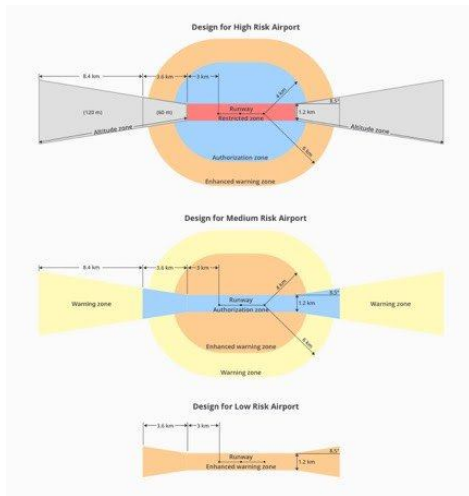 Design for High Risk Airport
8.4 km
3.6 km
3 km
4 km
8.5°
Runway
1.2 km
(120 m)
(60 m)
Restricted zone
Altitude zone
Altitude zone
6 km
Authorization zone
Enhanced warning zone
Design for Medium Risk Airport
8.4 km
3.6 km
3 km
4 km
8.5°
Runway
1.2 km
Warning zone
Authorization zone
Warning zone
6 km
Enhanced warning zone
Warning zone
Design for Low Risk Airport
3.6 km
3 km
8.5°
Runway
1.2 km
Enhanced warning zone